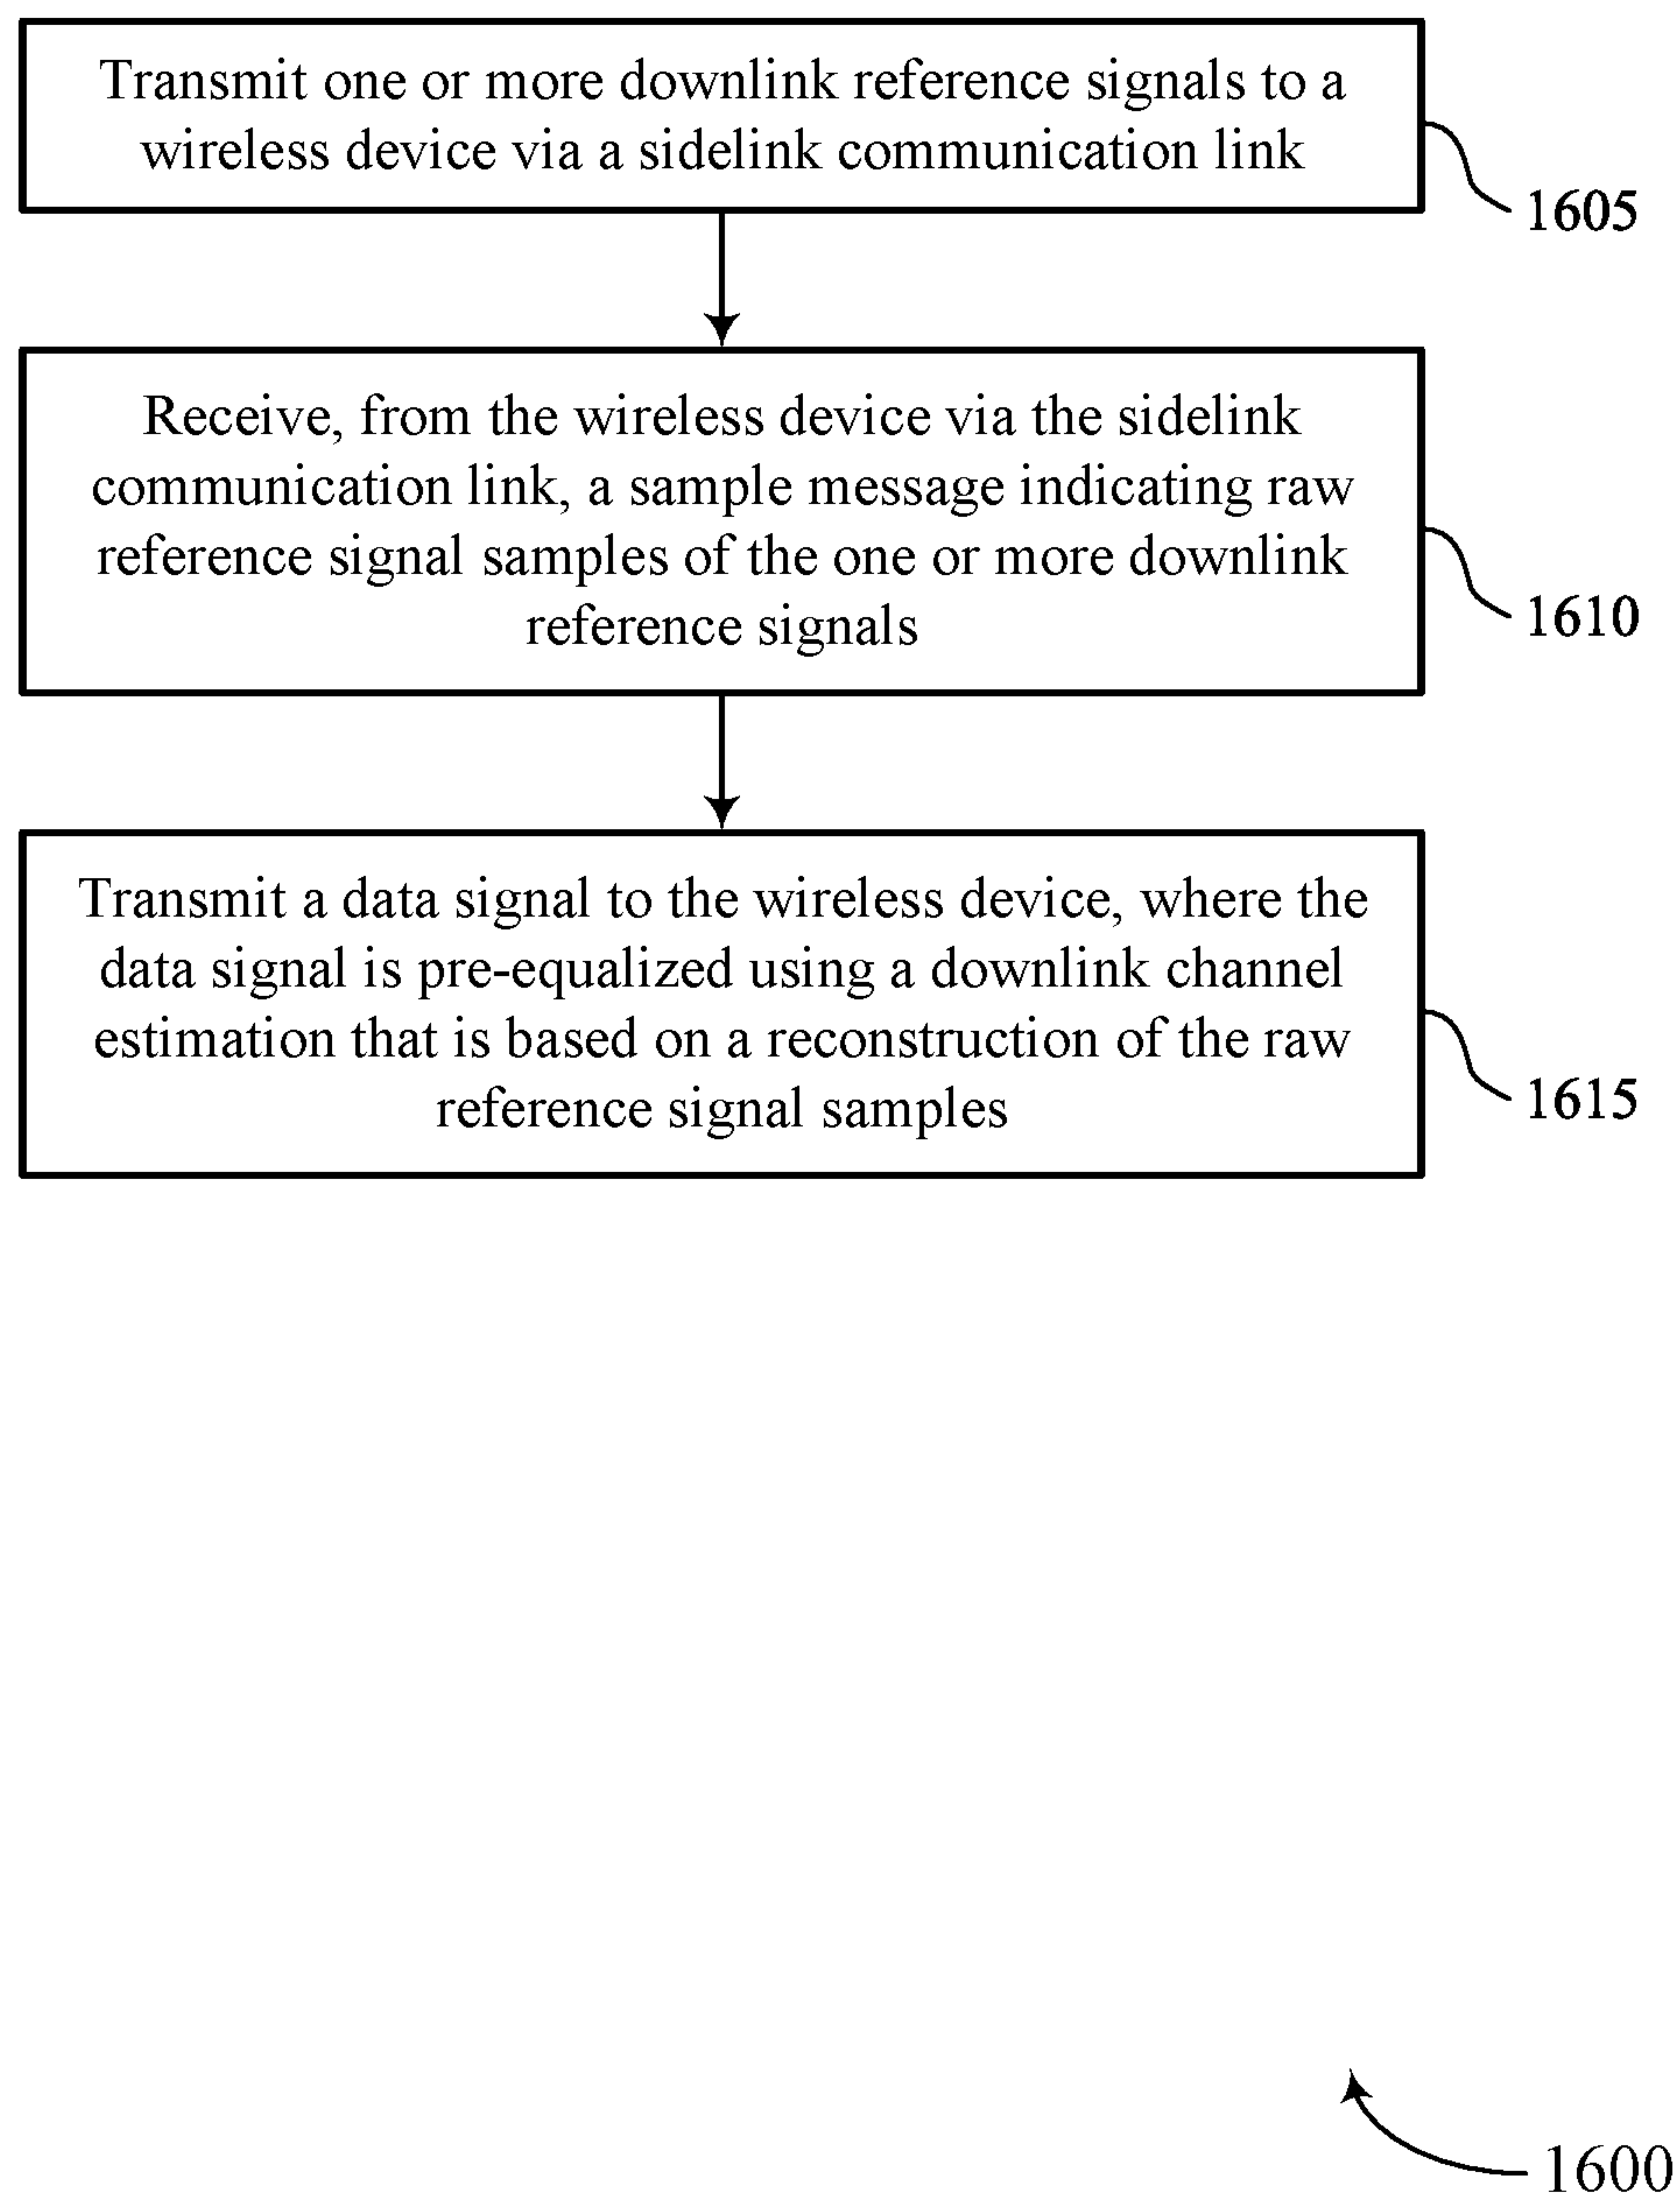 Transmit one or more downlink reference signals to a
wireless device via a sidelink communication link
1605
Receive, from the wireless device via the sidelink
communication link, a sample message indicating raw
reference signal samples of the one or more downlink
reference signals
1610
Transmit a data signal to the wireless device, where the
data signal is pre-equalized using a downlink channel
estimation that is based on a reconstruction of the raw
reference signal samples
1615
1600